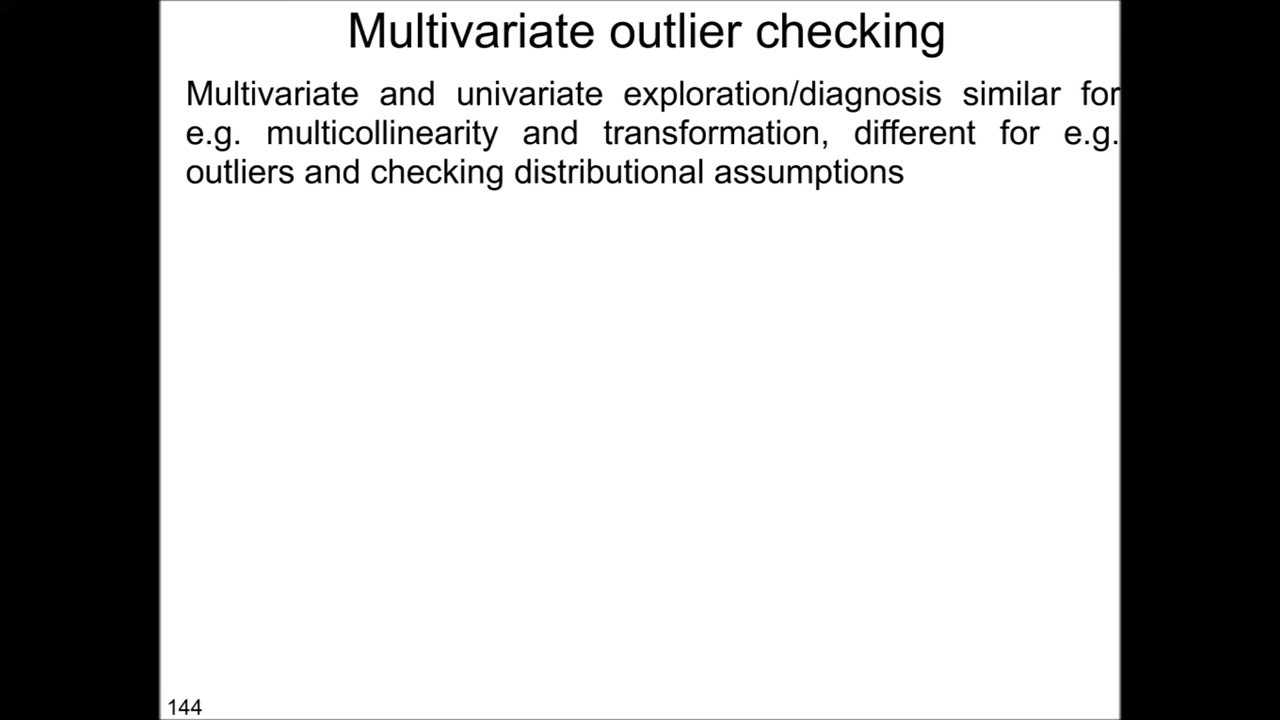 Multivariate outlier checking
Multivariate and univariate exploration/diagnosis similar for
e.g. multicollinearity and transformation, different for e.g.
outliers and checking distributional assumptions
144